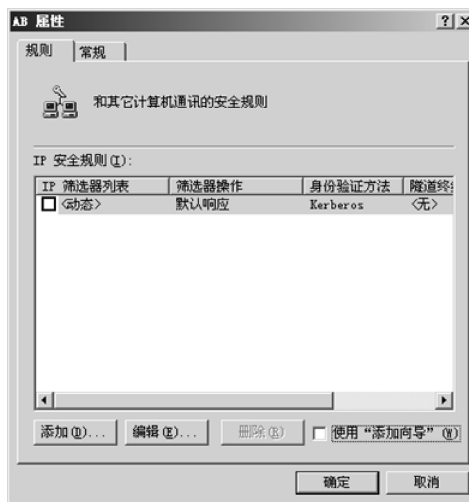 AB 属性
规则 常规
和其它计算机通讯的安全规则
IP 安全规则(I):
IP 筛选器列表 筛选器操作 身份验证方法 隧道终
<动态> 默认响应 Kerberos <无>
添加(D)... 编辑(E)... 删除(R) 使用“添加向导”(W)
确定 取消